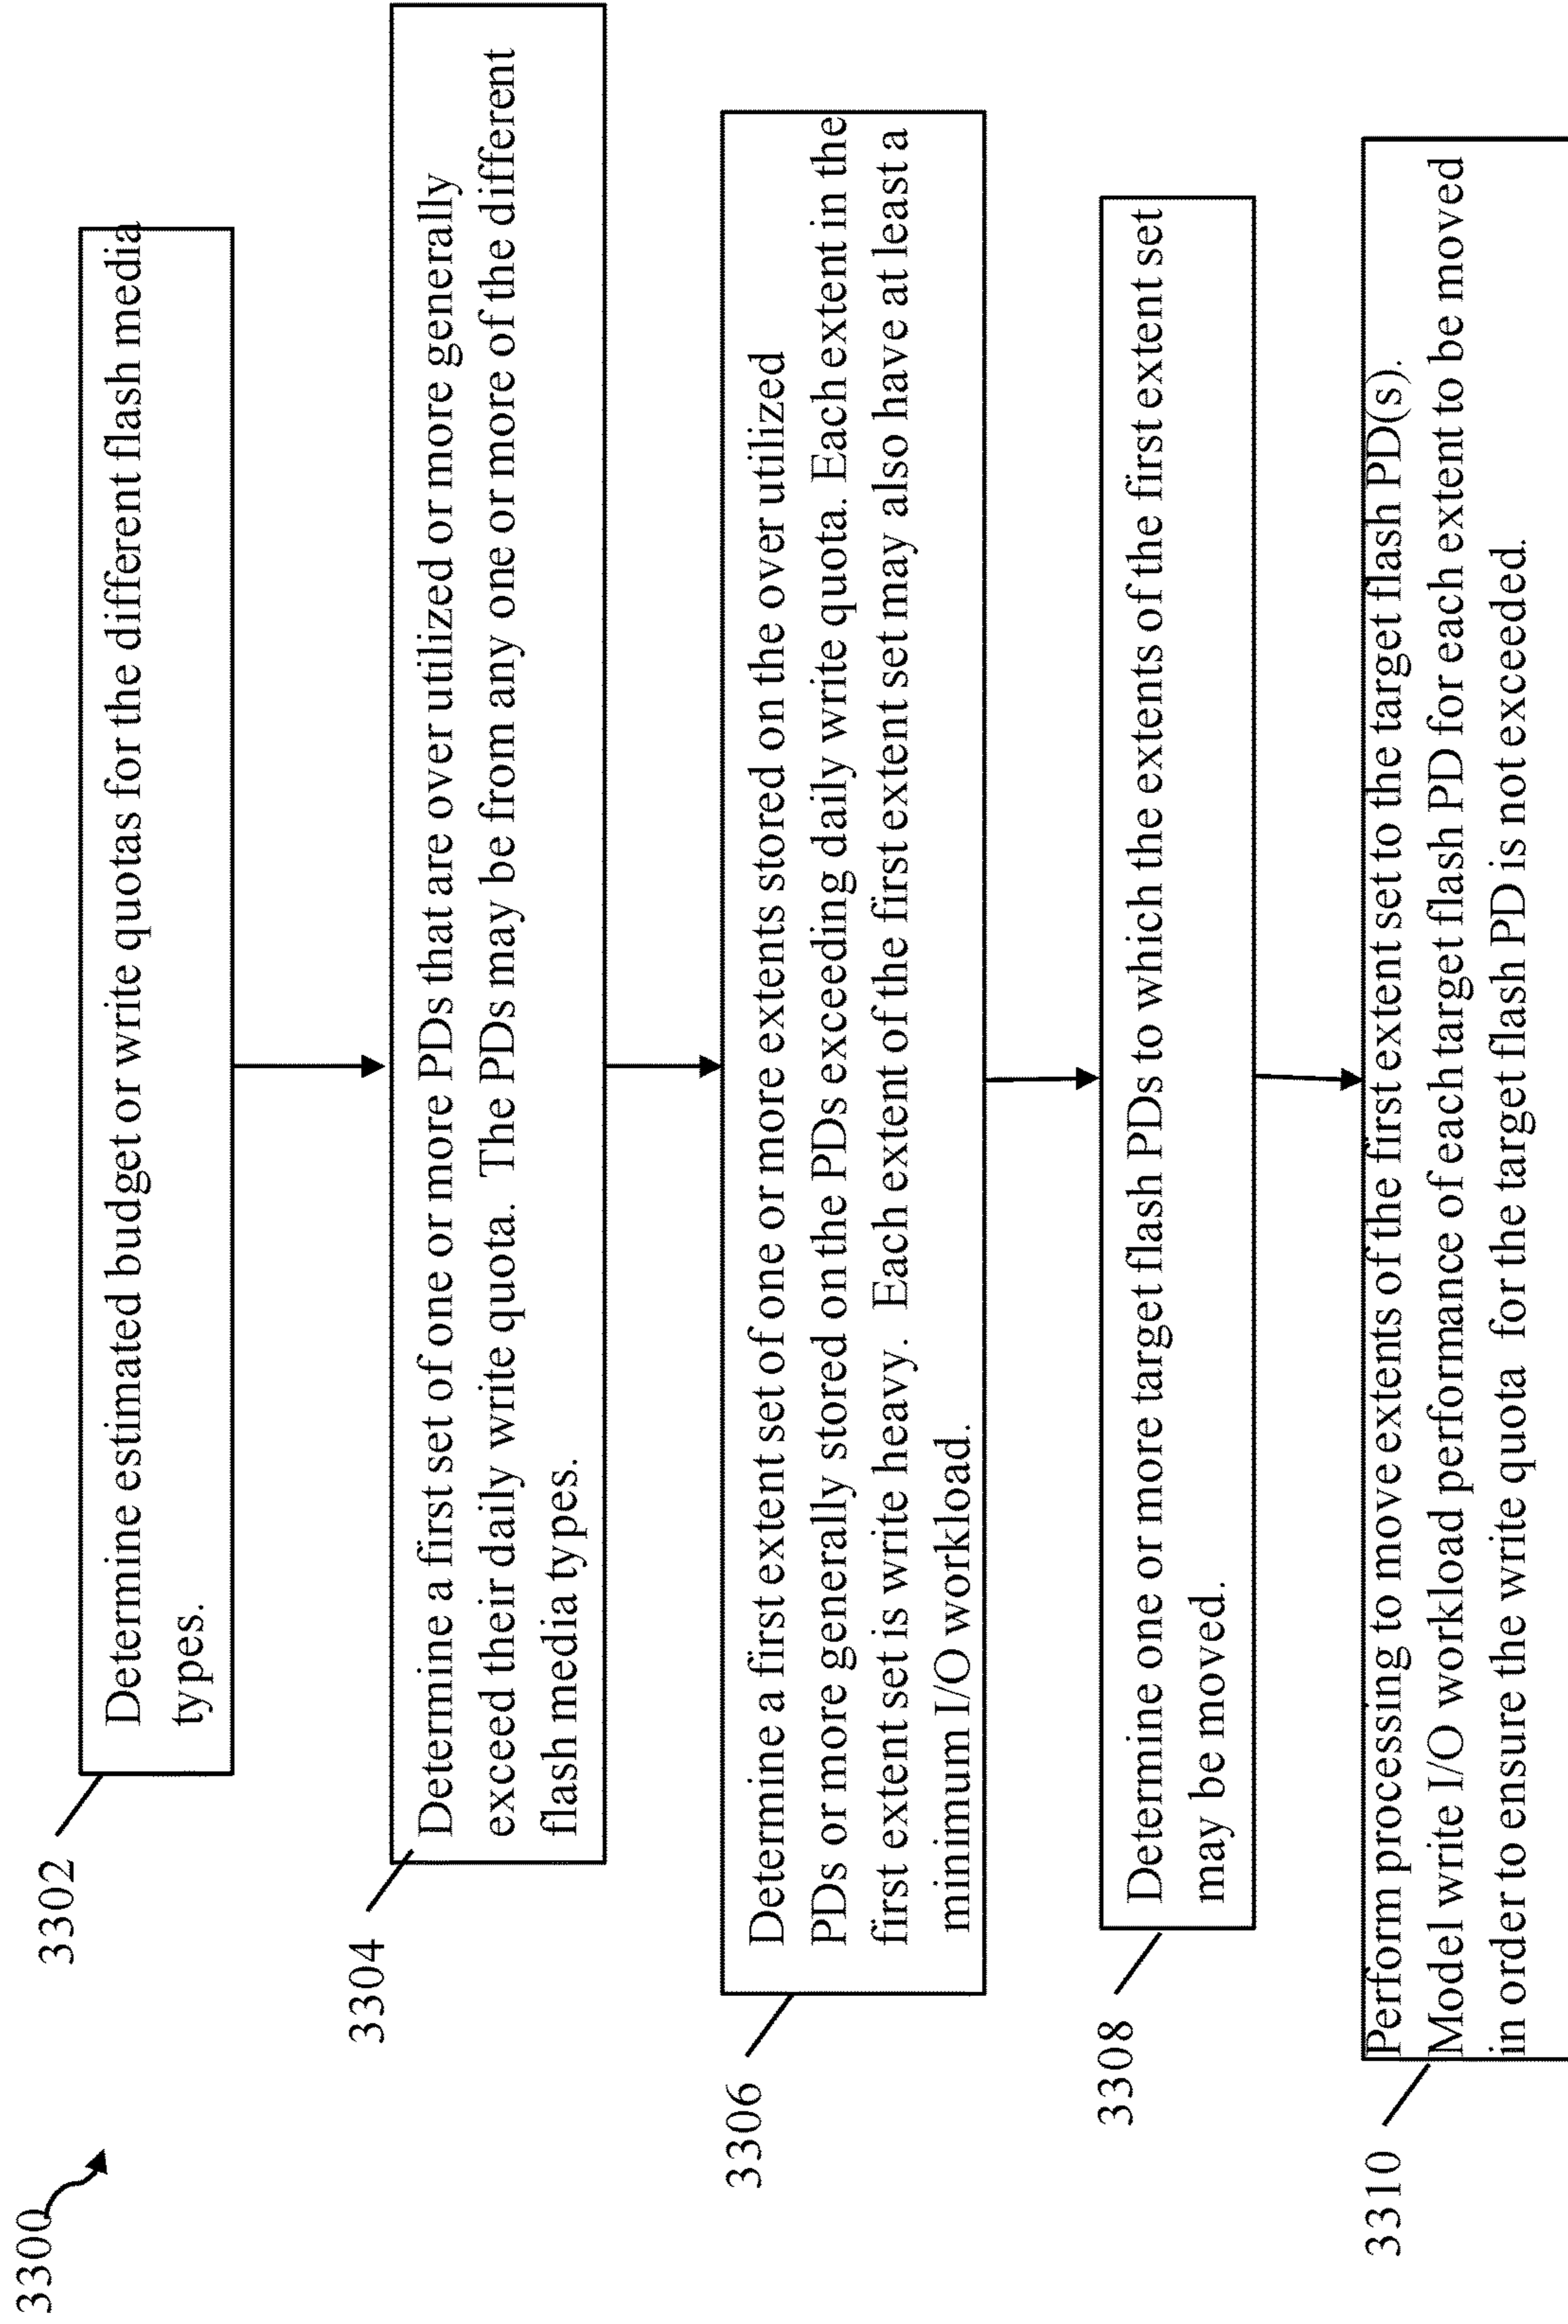 3300
3302
Determine estimated budget or write quotas for the different flash media
types.
3304
Determine a first set of one or more PDs that are over utilized or more generally
exceed their daily write quota. The PDs may be from any one or more of the different
flash media types.
3306
Determine a first extent set of one or more extents stored on the over utilized
PDs or more generally stored on the PDs exceeding daily write quota. Each extent in the
first extent set is write heavy. Each extent of the first extent set may also have at least a
minimum I/O workload.
3308
Determine one or more target flash PDs to which the extents of the first extent set
may be moved.
3310
Perform processing to move extents of the first extent set to the target flash PD(s).
Model write I/O workload performance of each target flash PD for each extent to be moved
in order to ensure the write quota for the target flash PD is not exceeded.